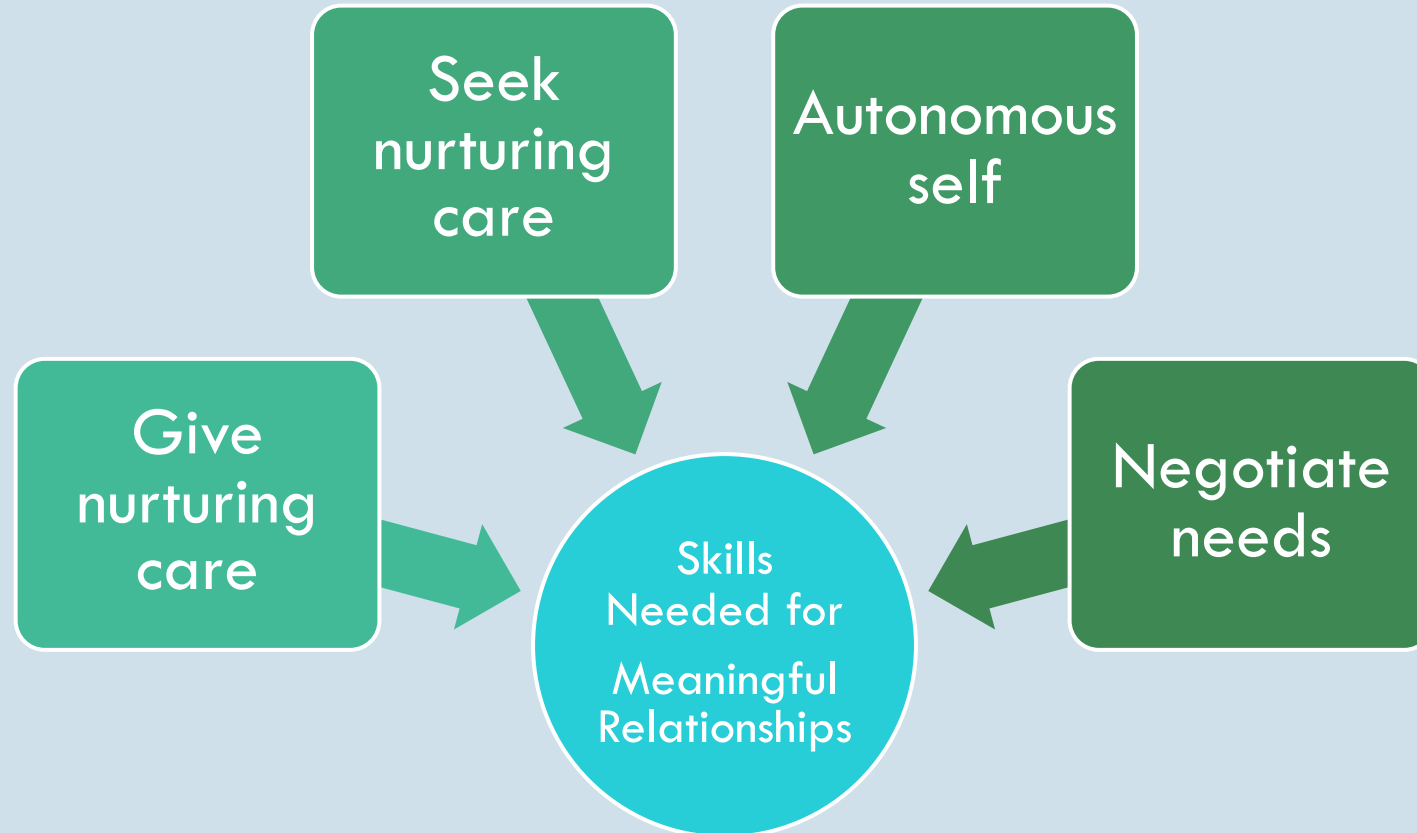 Seek
nurturing
care
Autonomous
self
Give
nurturing
care
Negotiate
needs
Skills
Needed for
Meaningful
Relationships